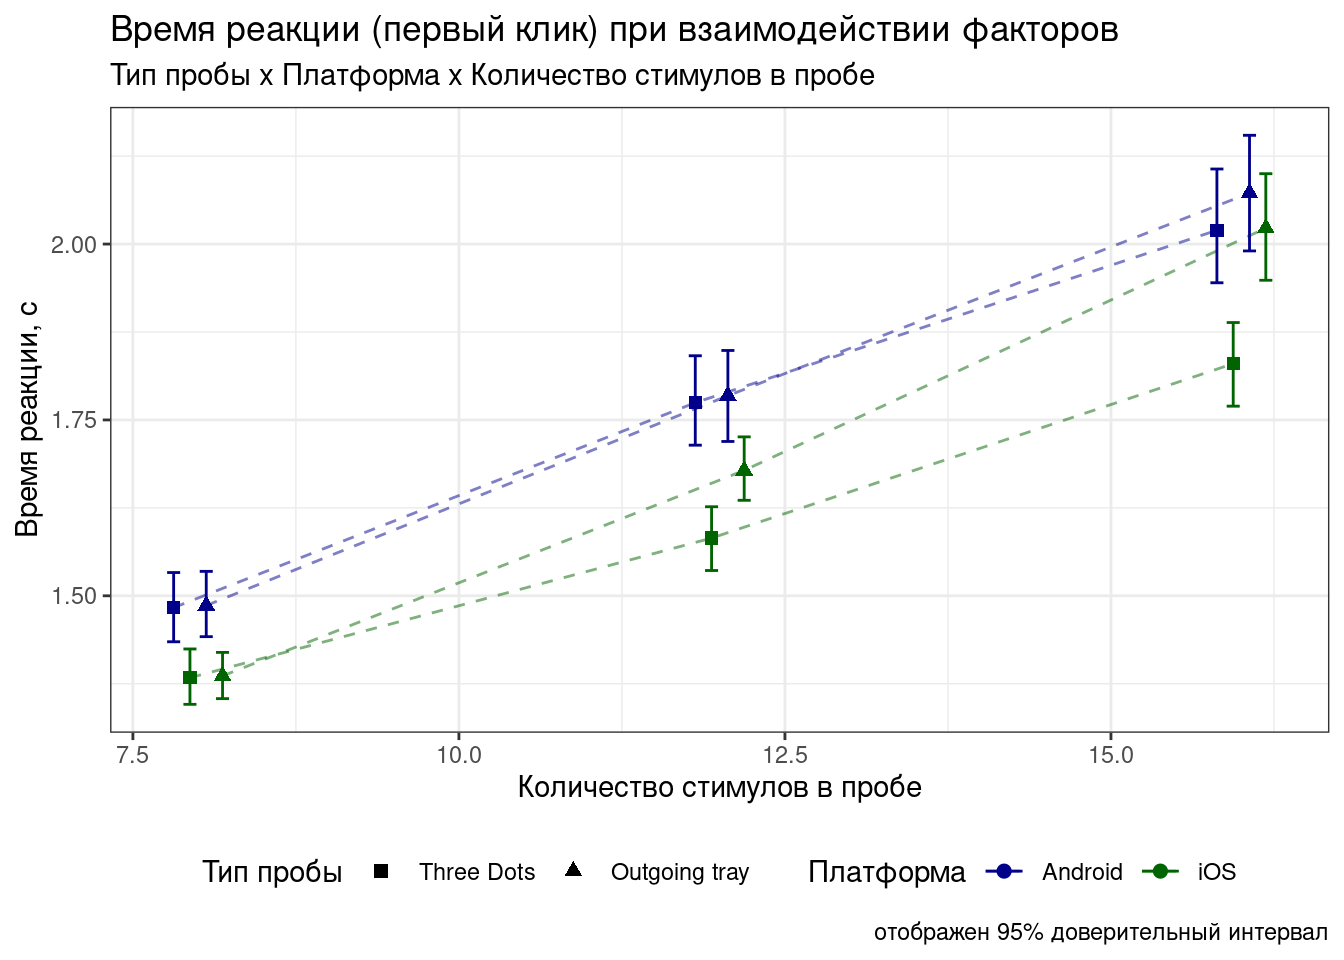 Время реакции (первый клик) при взаимодействии факторов
Тип пробы x Платформа x Количество стимулов в пробе
Время реакции, с
2.00
1.75
1.50
7.5 10.0 12.5 15.0
Количество стимулов в пробе
Тип пробы Three Dots Outgoing tray Платформа Android iOS
отображен 95% доверительный интервал